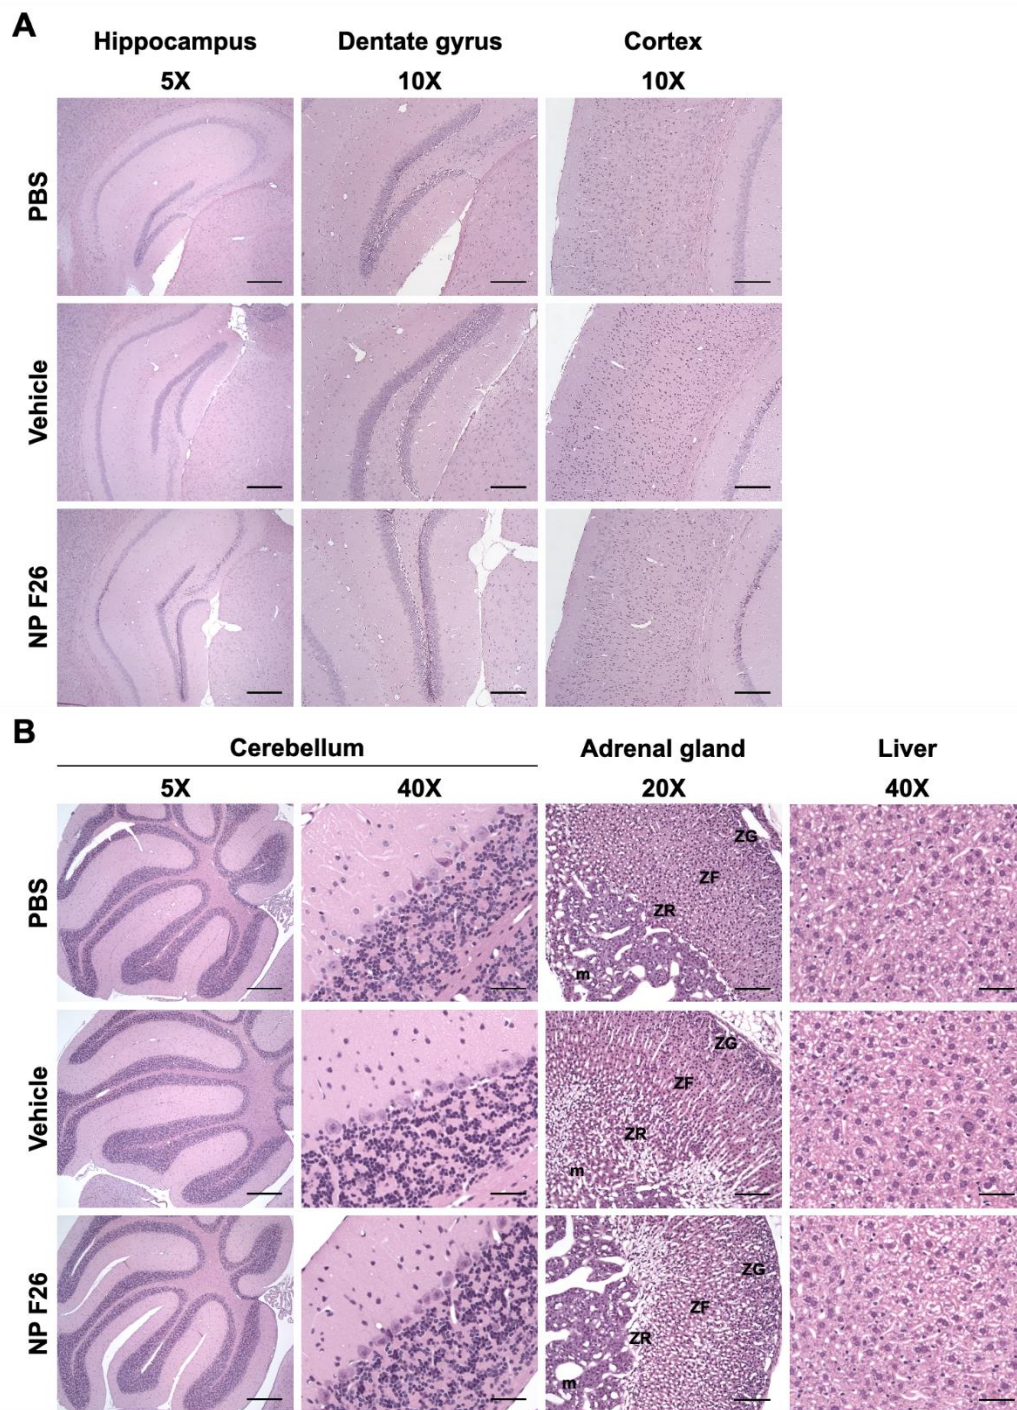 A
Hippocampus Dentate gyrus Cortex
5X 10X 10X
PBS
Vehicle
NP F26
B
Cerebellum Adrenal gland Liver
5X 40X 20X 40X
PBS
ZG
ZF
ZR
m
Vehicle
ZG
ZF
ZR
m
NP F26
ZG
ZF
ZR
m